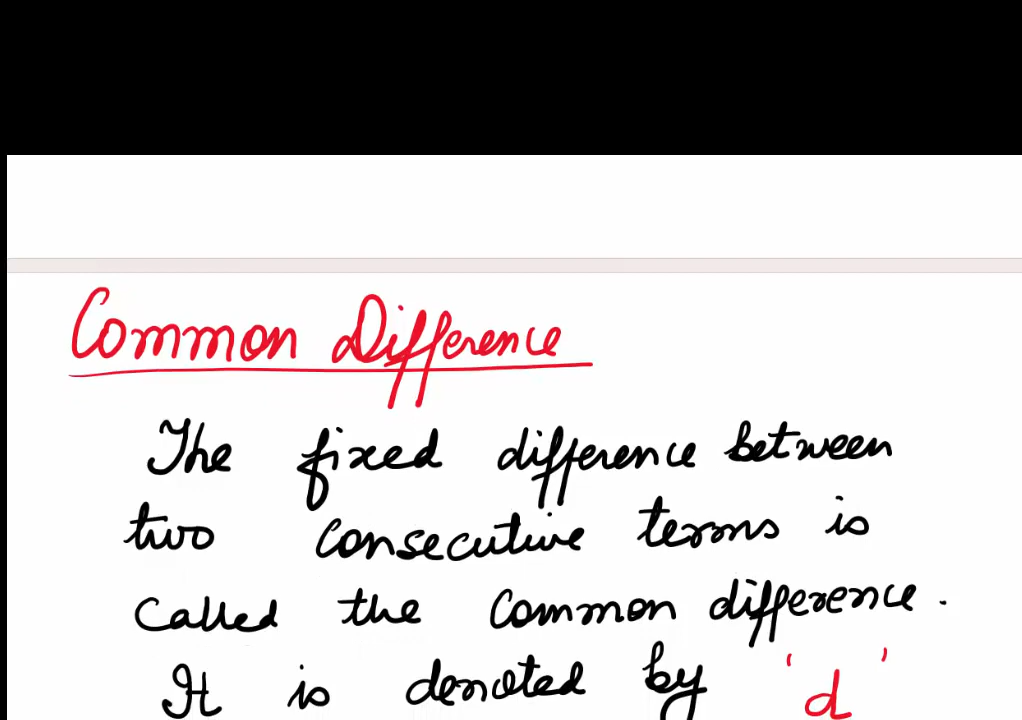 Common Difference
The fixed difference between
two consecutive terms is
called the common difference.
It is denoted by 'd'